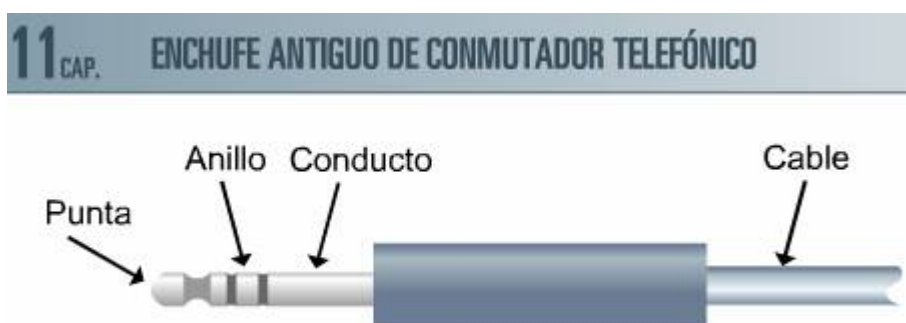 11 CAP. ENCHUFE ANTIGUO DE CONMUTADOR TELEFÓNICO
Anillo Conducto Cable
Punta